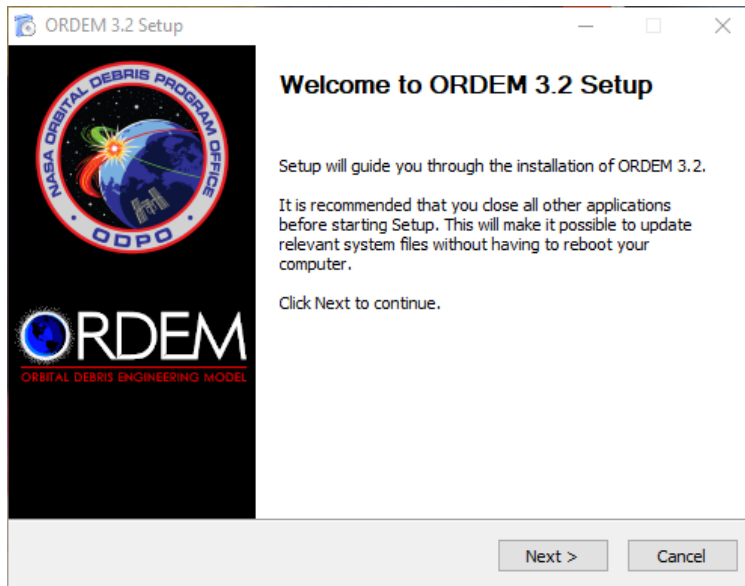 ORDEM 3.2 Setup
NASA ORBITAL DEBRIS PROGRAM OFFICE
ODPO
ORDEM
ORBITAL DEBRIS ENGINEERING MODEL
Welcome to ORDEM 3.2 Setup
Setup will guide you through the installation of ORDEM 3.2.
It is recommended that you close all other applications
before starting Setup. This will make it possible to update
relevant system files without having to reboot your
computer.
Click Next to continue.
Next >
Cancel